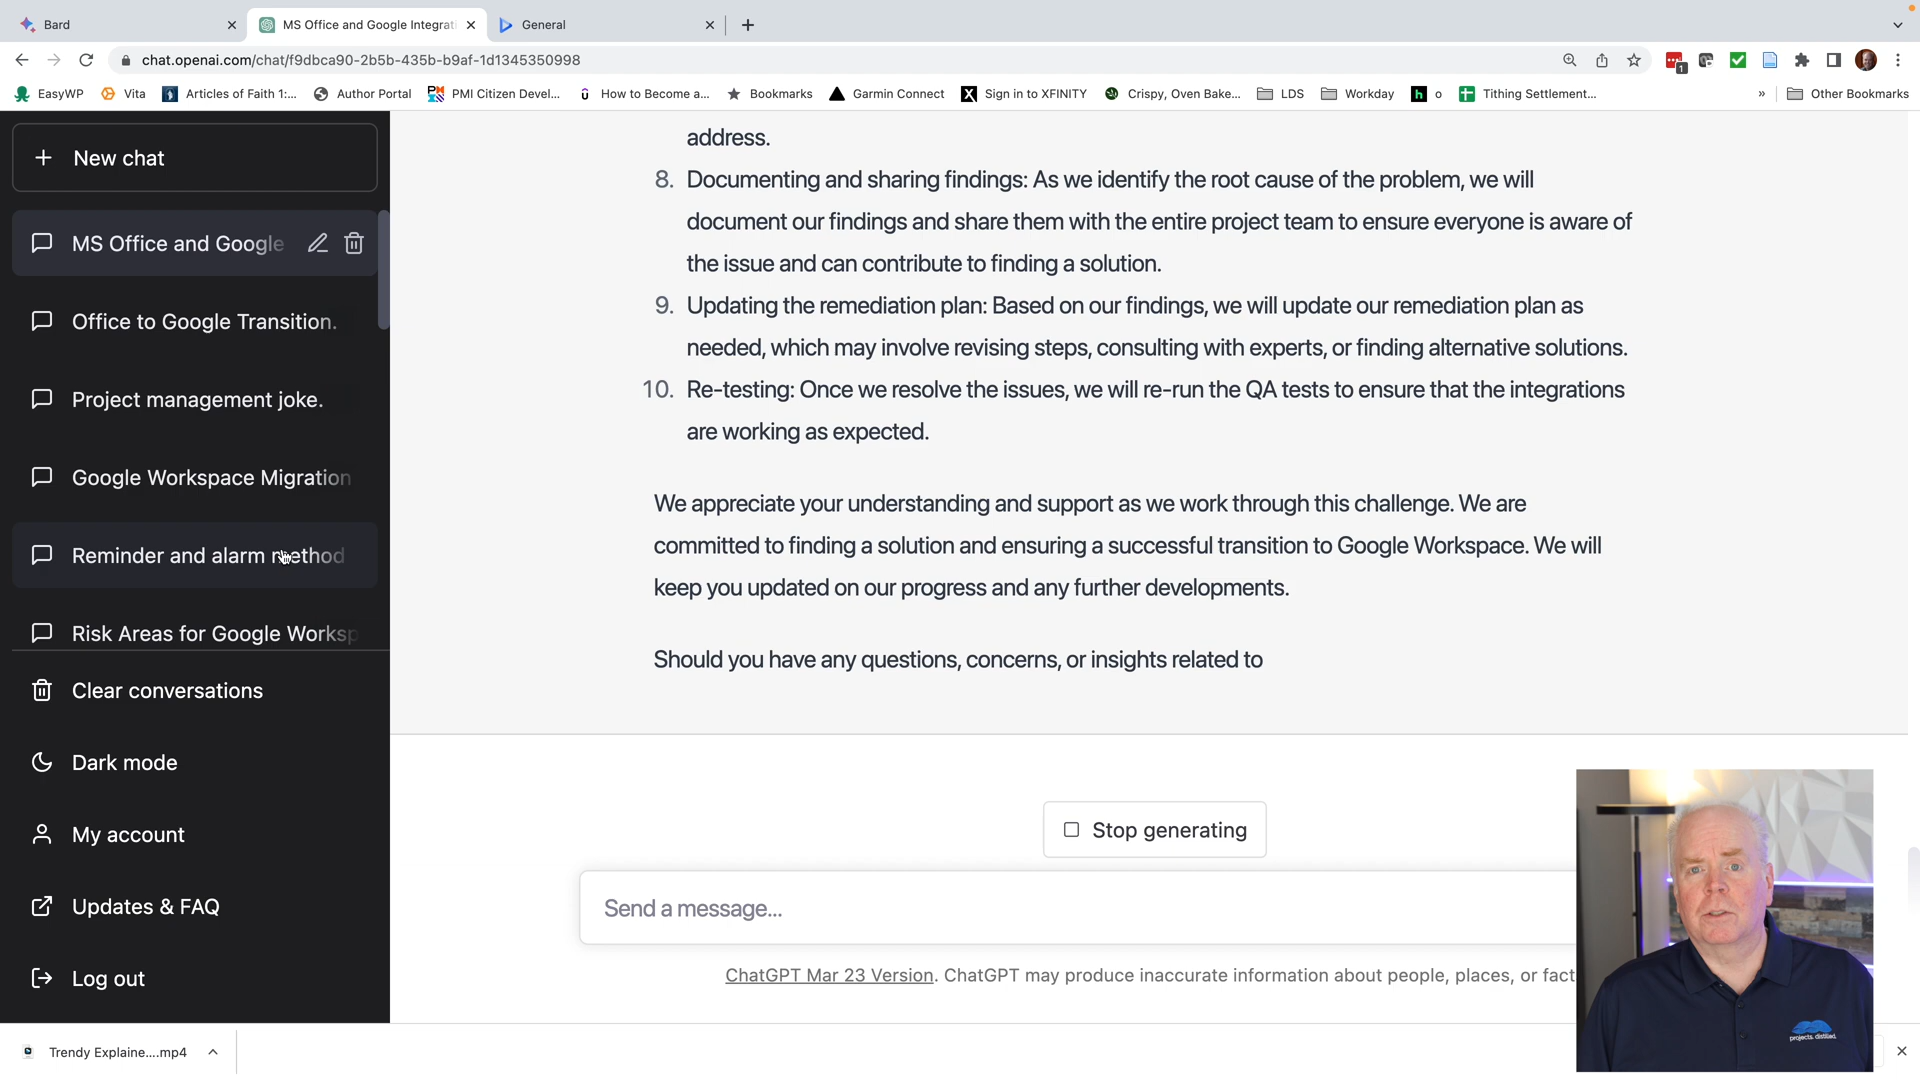 Bard
MS Office and Google Integrati
General
chat.openai.com/chat/f9dbca90-2b5b-435b-b9af-1d1345350998
1
EasyWP
Vita
Articles of Faith 1:...
Author Portal
PMI Citizen Devel...
How to Become a...
Bookmarks
Garmin Connect
Sign in to XFINITY
Crispy, Oven Bake...
LDS
Workday
o
Tithing Settlement...
»
Other Bookmarks
New chat
MS Office and Google
Office to Google Transition.
Project management joke.
Google Workspace Migration
Reminder and alarm method
Risk Areas for Google Worksp
Clear conversations
Dark mode
My account
Updates & FAQ
Log out
address.
8. Documenting and sharing findings: As we identify the root cause of the problem, we will
document our findings and share them with the entire project team to ensure everyone is aware of
the issue and can contribute to finding a solution.
9. Updating the remediation plan: Based on our findings, we will update our remediation plan as
needed, which may involve revising steps, consulting with experts, or finding alternative solutions.
10. Re-testing: Once we resolve the issues, we will re-run the QA tests to ensure that the integrations
are working as expected.
We appreciate your understanding and support as we work through this challenge. We are
committed to finding a solution and ensuring a successful transition to Google Workspace. We will
keep you updated on our progress and any further developments.
Should you have any questions, concerns, or insights related to
Stop generating
Send a message...
ChatGPT Mar 23 Version. ChatGPT may produce inaccurate information about people, places, or fact
projects. distilled.
Trendy Explaine....mp4